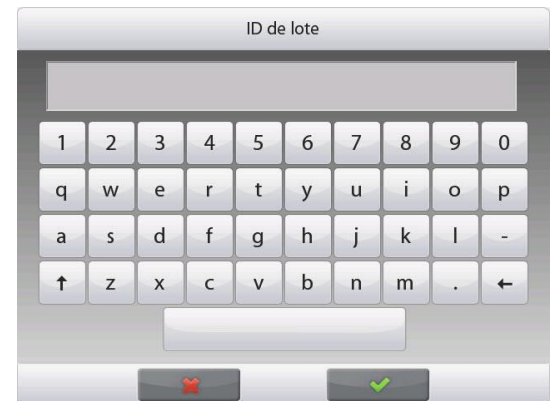 ID de lote
1 2 3 4 5 6 7 8 9 0
q w e r t y u i o p
a s d f g h j k l -
↑ z x c v b n m . ←